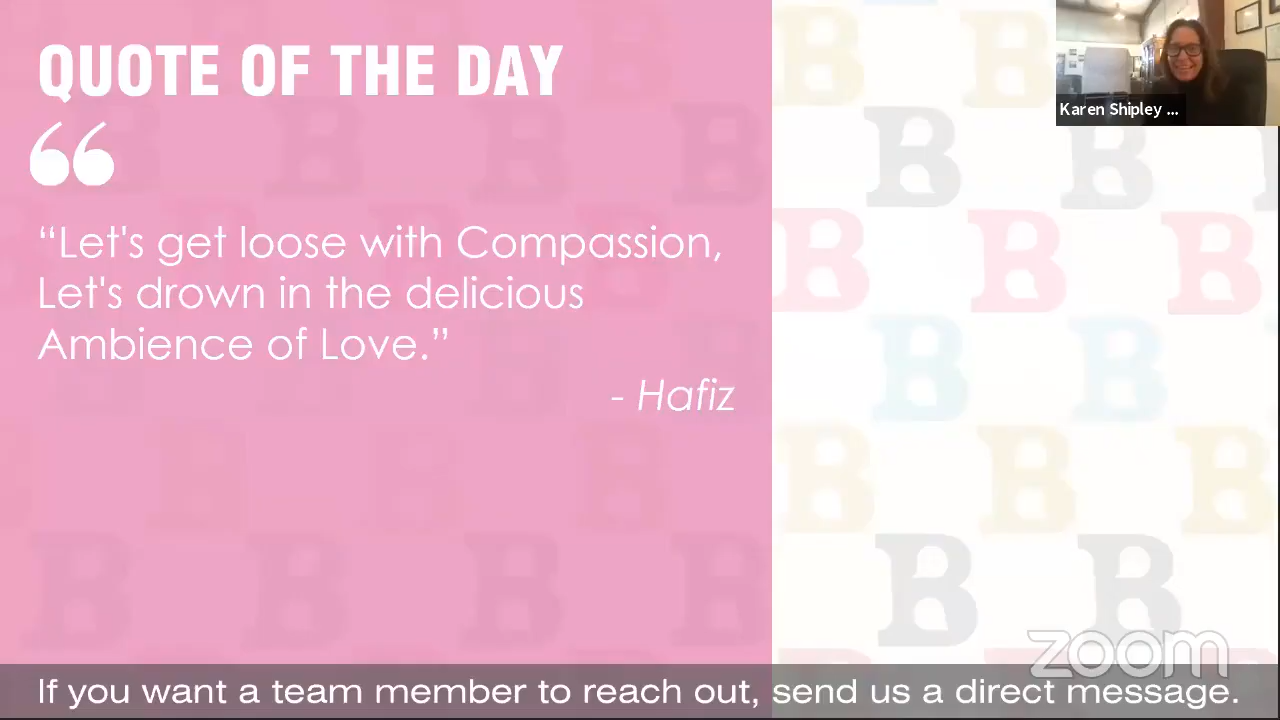 QUOTE OF THE DAY
“
“Let's get loose with Compassion,
Let's drown in the delicious
Ambience of Love.”
- Hafiz
Karen Shipley ...
B B B B B B B B B B B B B B B B
zoom
If you want a team member to reach out, send us a direct message.